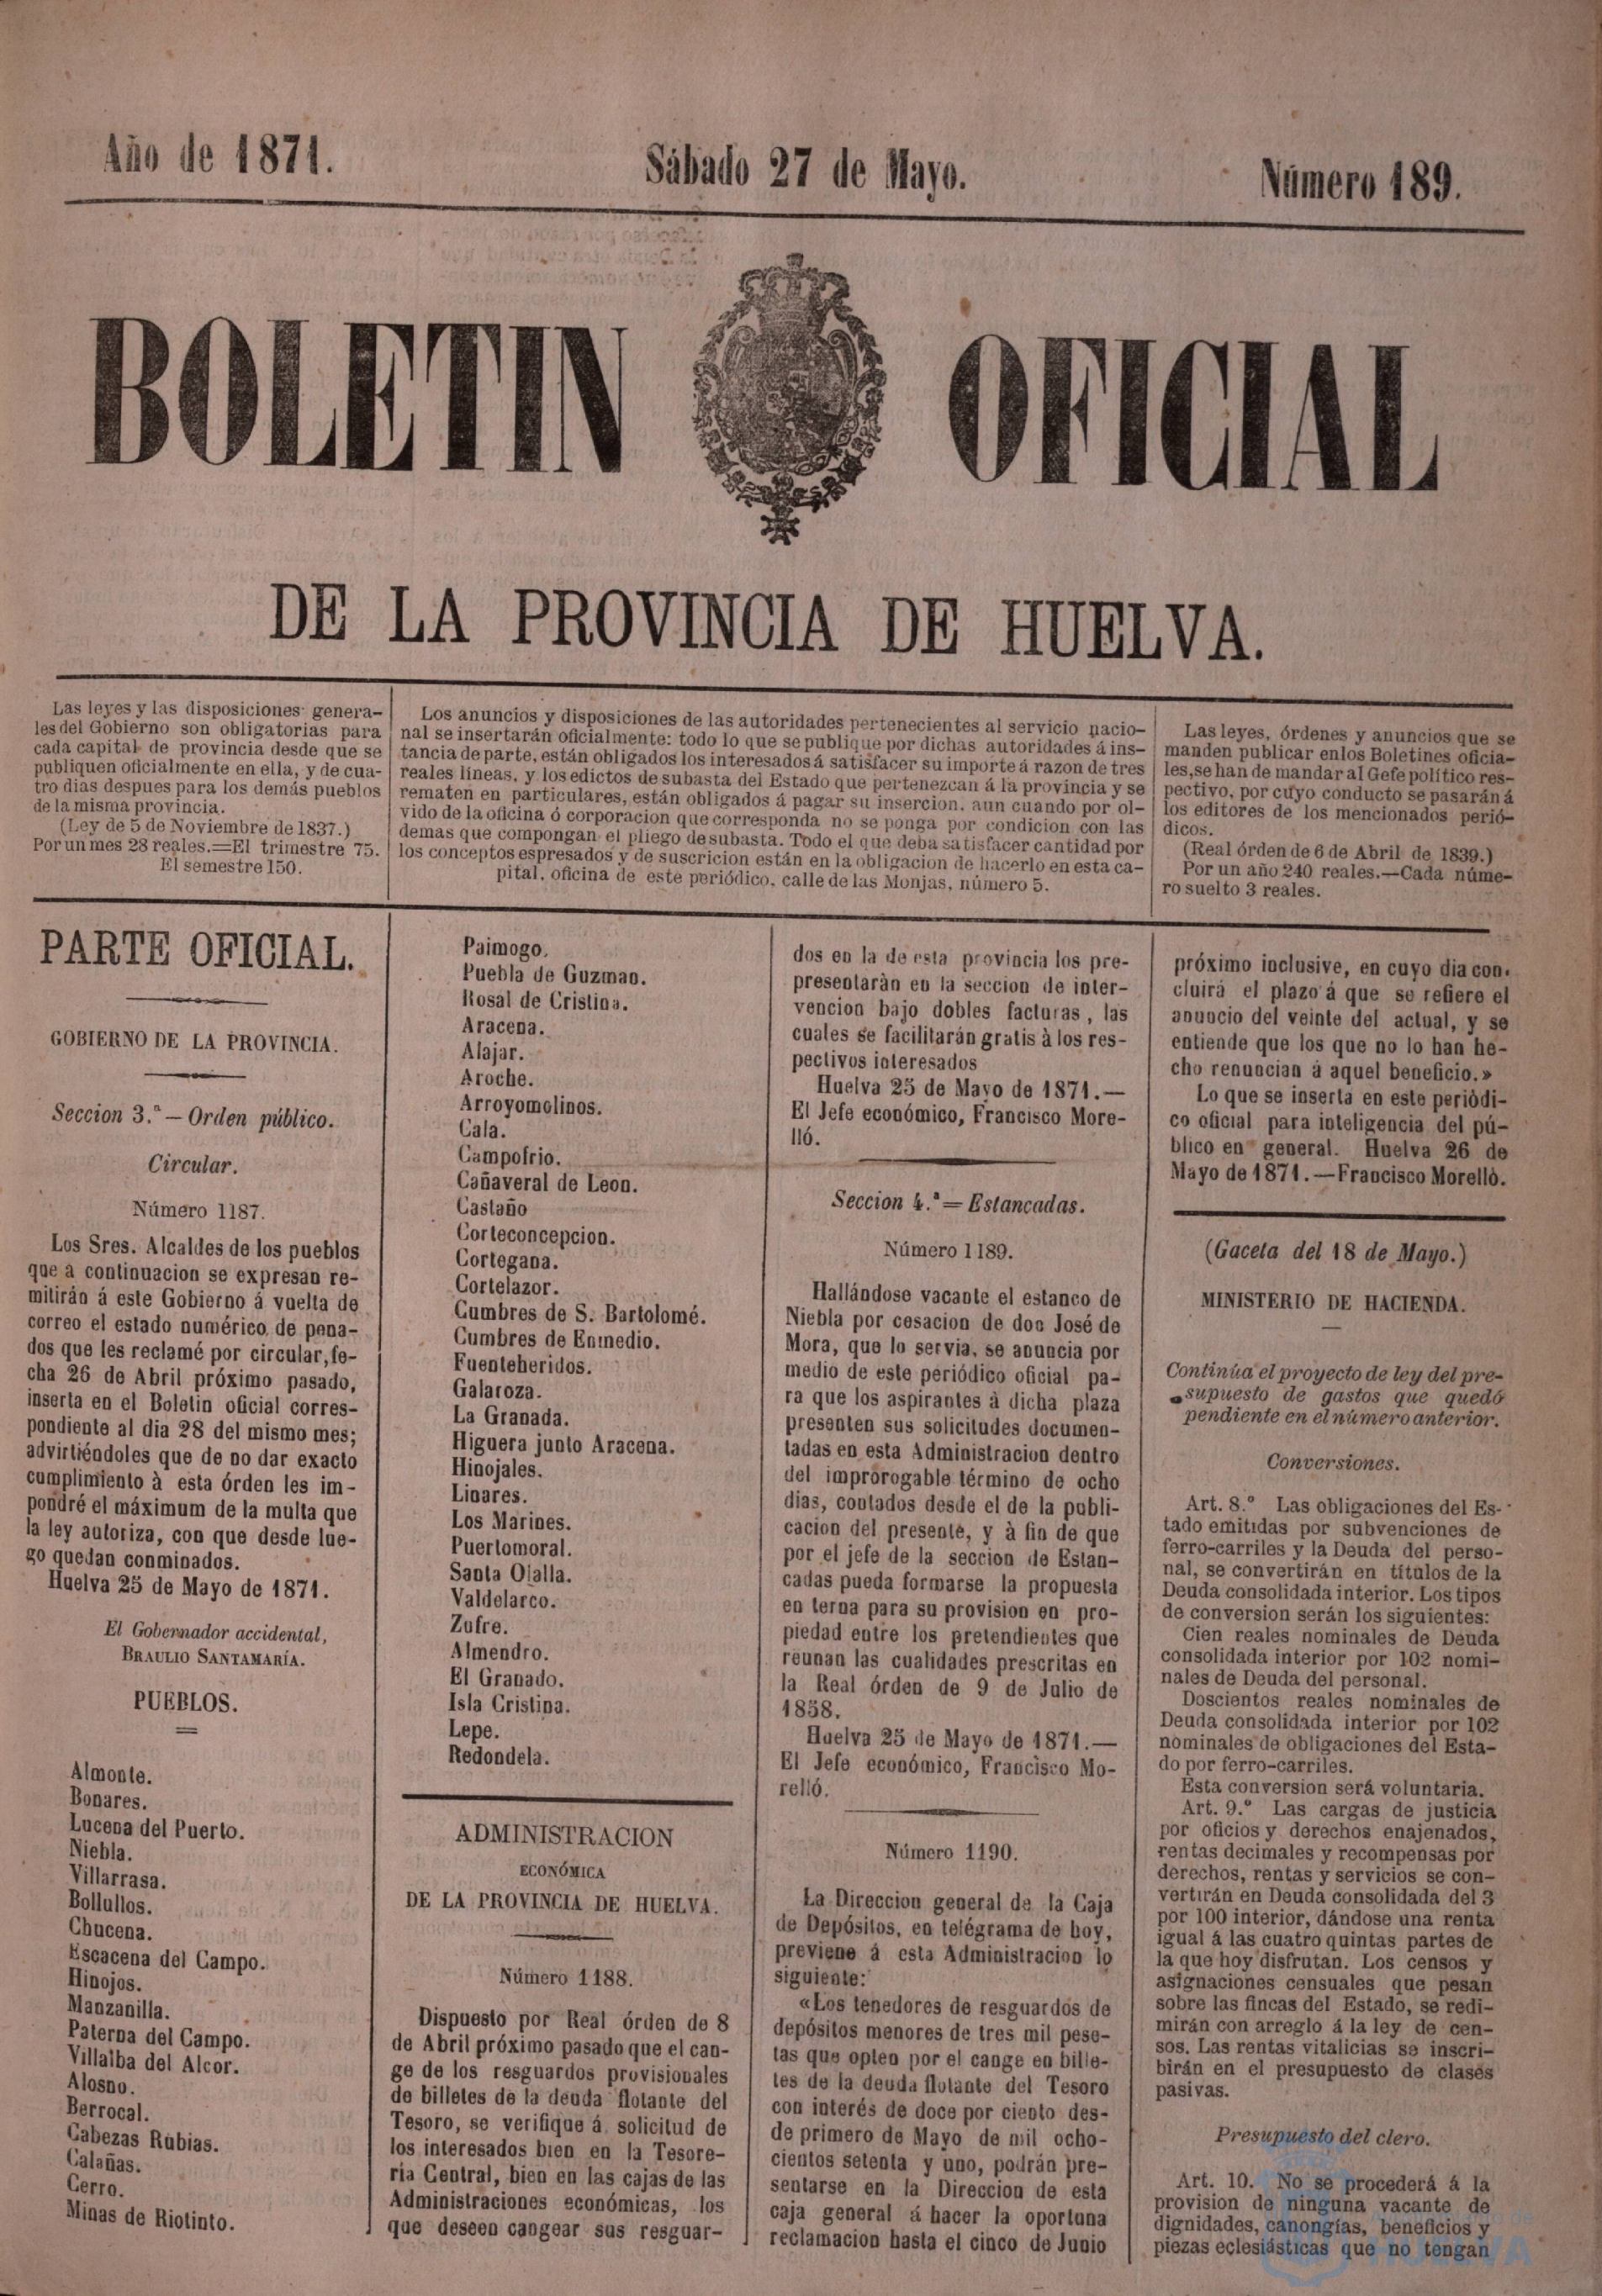 Año de 1871.
Sábado 27 de Mayo.
Número 189.
BOLETIN OFICIAL
DE LA PROVINCIA DE HUELVA.
Las leyes y las disposiciones genera-
les del Gobierno son obligatorias para
cada capital de provincia desde que se
publiquen oficialmente en ella, y de cua-
tro dias despues para los demás pueblos
de la misma provincia.
(Ley de 5 de Noviembre de 1837.)
Por un mes 28 reales.—El trimestre 75.
El semestre 150.
Los anuncios y disposiciones de las autoridades pertenecientes al servicio nacio-
nal se insertarán oficialmente: todo lo que se publique por dichas autoridades á ins-
tancia de parte, están obligados los interesados á satisfacer su importe á razon de tres
reales líneas, y los edictos de subasta del Estado que pertenezcan á la provincia y se
rematen en particulares, están obligados á pagar su insercion, aun cuando por ol-
vido de la oficina ó corporacion que corresponda no se ponga por condicion con las
demas que compongan el pliego de subasta. Todo el que deba satisfacer cantidad por
los conceptos espresados y de suscricion están en la obligacion de hacerlo en esta ca-
pital, oficina de este periódico, calle de las Monjas, número 5.
Las leyes, órdenes y anuncios que se
manden publicar enlos Boletines oficia-
les, se han de mandar al Gefe político res-
pectivo, por cuyo conducto se pasarán á
los editores de los mencionados perió-
dicos.
(Real órden de 6 de Abril de 1839.)
Por un año 240 reales.—Cada núme-
ro suelto 3 reales.
PARTE OFICIAL.
GOBIERNO DE LA PROVINCIA.
Seccion 3.ª—Orden público.
Circular.
Número 1187.
Los Sres. Alcaldes de los pueblos
que á continuacion se expresan re-
mitirán á este Gobierno á vuelta de
correo el estado numérico de pena-
dos que les reclamé por circular, fe-
cha 26 de Abril próximo pasado,
inserta en el Boletin oficial corres-
pondiente al dia 28 del mismo mes;
advirtiéndoles que de no dar exacto
cumplimiento à esta órden les im-
pondré el máximum de la multa que
la ley autoriza, con que desde lue-
go quedan conminados.
Huelva 25 de Mayo de 1871.
El Gobernador accidental,
BRAULIO SANTAMARÍA.
PUEBLOS.
Almonte.
Bonares.
Lucena del Puerto.
Niebla.
Villarrasa.
Bollullos.
Chucena.
Escacena del Campo.
Hinojos.
Manzanilla.
Paterna del Campo.
Villalba del Alcor.
Alosno.
Berrocal.
Cabezas Rubias.
Calañas.
Cerro.
Minas de Riotinto.
Paimogo.
Puebla de Guzman.
Rosal de Cristina.
Aracena.
Alajar.
Aroche.
Arroyomolinos.
Cala.
Campofrio.
Cañaveral de Leon.
Castaño
Corteconcepcion.
Cortegana.
Cortelazor.
Cumbres de S. Bartolomé.
Cumbres de Enmedio.
Fuenteheridos.
Galaroza.
La Granada.
Higuera junto Aracena.
Hinojales.
Linares.
Los Marines.
Puertomoral.
Santa Olalla.
Valdelarco.
Zufre.
Almendro.
El Granado.
Isla Cristina.
Lepe.
Redondela.
ADMINISTRACION
ECONÓMICA
DE LA PROVINCIA DE HUELVA.
Número 1188.
Dispuesto por Real órden de 8
de Abril próximo pasado que el can-
ge de los resguardos provisionales
de billetes de la deuda flotante del
Tesoro, se verifique á solicitud de
los interesados bien en la Tesore-
ria Central, bien en las cajas de las
Administraciones económicas, los
que deseen cangear sus resguar-
dos en la de esta provincia los pre-
presentaràn en la seccion de inter-
vencion bajo dobles facturas, las
cuales se facilitarán gratis à los res-
pectivos interesados
Huelva 25 de Mayo de 1871.—
El Jefe económico, Francisco More-
lló.
Seccion 4.ª—Estancadas.
Número 1189.
Hallándose vacante el estanco de
Niebla por cesacion de don José de
Mora, que lo servia, se anuncia por
medio de este periódico oficial pa-
ra que los aspirantes à dicha plaza
presenten sus solicitudes documen-
tadas en esta Administracion dentro
del improrogable término de ocho
dias, contados desde el de la publi-
cacion del presente, y à fin de que
por el jefe de la seccion de Estan-
cadas pueda formarse la propuesta
en terna para su provision en pro-
piedad entre los pretendientes que
reunan las cualidades prescritas en
la Real órden de 9 de Julio de
1858.
Huelva 25 de Mayo de 1871.—
El Jefe económico, Francisco Mo-
relló.
Número 1190.
La Direccion general de la Caja
de Depósitos, en telégrama de hoy,
previene á esta Administracion lo
siguiente:
«Los tenedores de resguardos de
depósitos menores de tres mil pese-
tas que opten por el cange en bille-
tes de la deuda flotante del Tesoro
con interés de doce por ciento des-
de primero de Mayo de mil ocho-
cientos setenta y uno, podrán pre-
sentarse en la Direccion de esta
caja general á hacer la oportuna
reclamacion hasta el cinco de Junio
próximo inclusive, en cuyo dia con-
cluirá el plazo á que se refiere el
anuncio del veinte del actual, y se
entiende que los que no lo han he-
cho renuncian á aquel beneficio.»
Lo que se inserta en este periódi-
co oficial para inteligencia del pú-
blico en general. Huelva 26 de
Mayo de 1871.—Francisco Morelló.
(Gaceta del 18 de Mayo.)
MINISTERIO DE HACIENDA.
Continúa el proyecto de ley del pre-
supuesto de gastos que quedó
pendiente en el número anterior.
Conversiones.
Art. 8.º Las obligaciones del Es-
tado emitidas por subvenciones de
ferro-carriles y la Deuda del perso-
nal, se convertirán en títulos de la
Deuda consolidada interior. Los tipos
de conversion serán los siguientes:
Cien reales nominales de Deuda
consolidada interior por 102 nomi-
nales de Deuda del personal.
Doscientos reales nominales de
Deuda consolidada interior por 102
nominales de obligaciones del Esta-
do por ferro-carriles.
Esta conversion será voluntaria.
Art. 9.º Las cargas de justicia
por oficios y derechos enajenados,
rentas decimales y recompensas por
derechos, rentas y servicios se con-
vertirán en Deuda consolidada del 3
por 100 interior, dándose una renta
igual á las cuatro quintas partes de
la que hoy disfrutan. Los censos y
asignaciones censuales que pesan
sobre las fincas del Estado, se redi-
mirán con arreglo á la ley de cen-
sos. Las rentas vitalicias se inscri-
birán en el presupuesto de clases
pasivas.
Presupuesto del clero.
Art. 10. No se procederá á la
provision de ninguna vacante de
dignidades, canongías, beneficios y
piezas eclesiásticas que no tengan